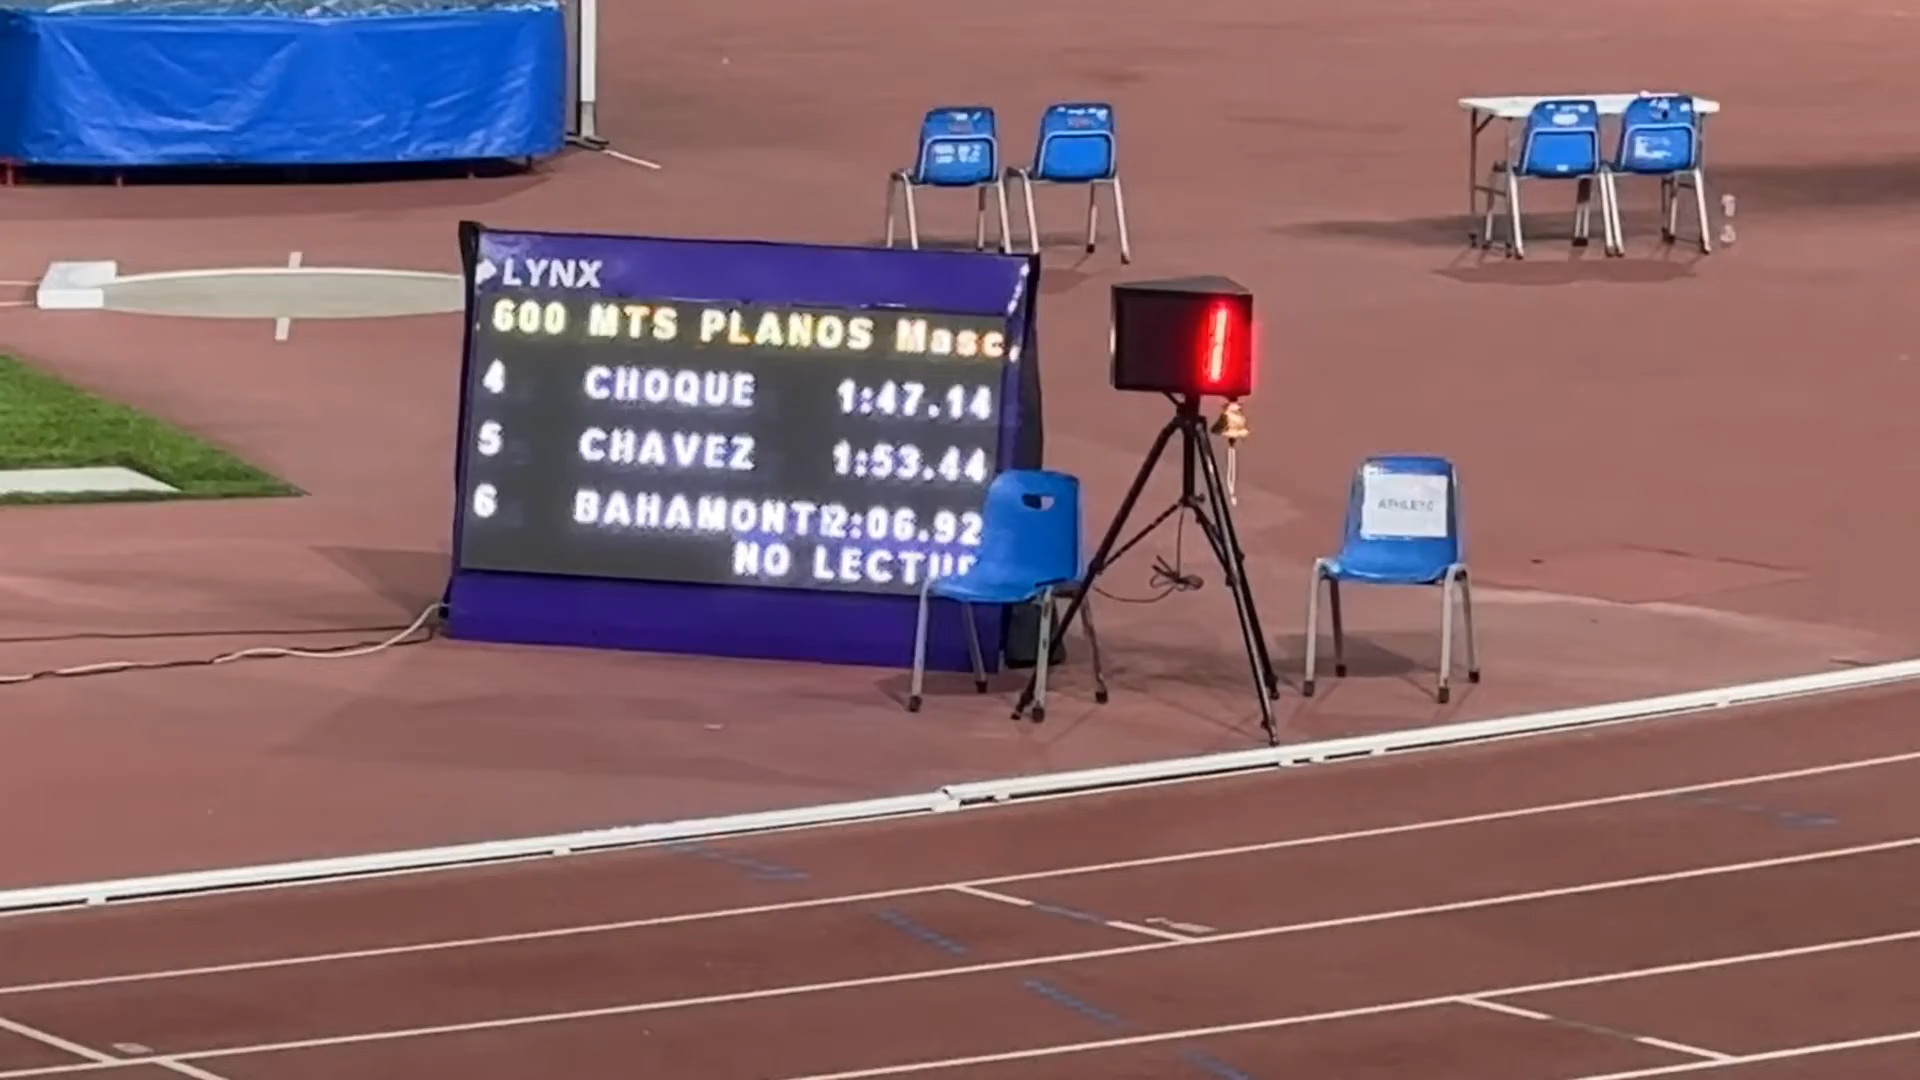 LYNX
600 MTS PLANOS Masc.
4 CHOQUE 1:47.14
5 CHAVEZ 1:53.44
6 BAHAMONT 2:06.92
NO
1